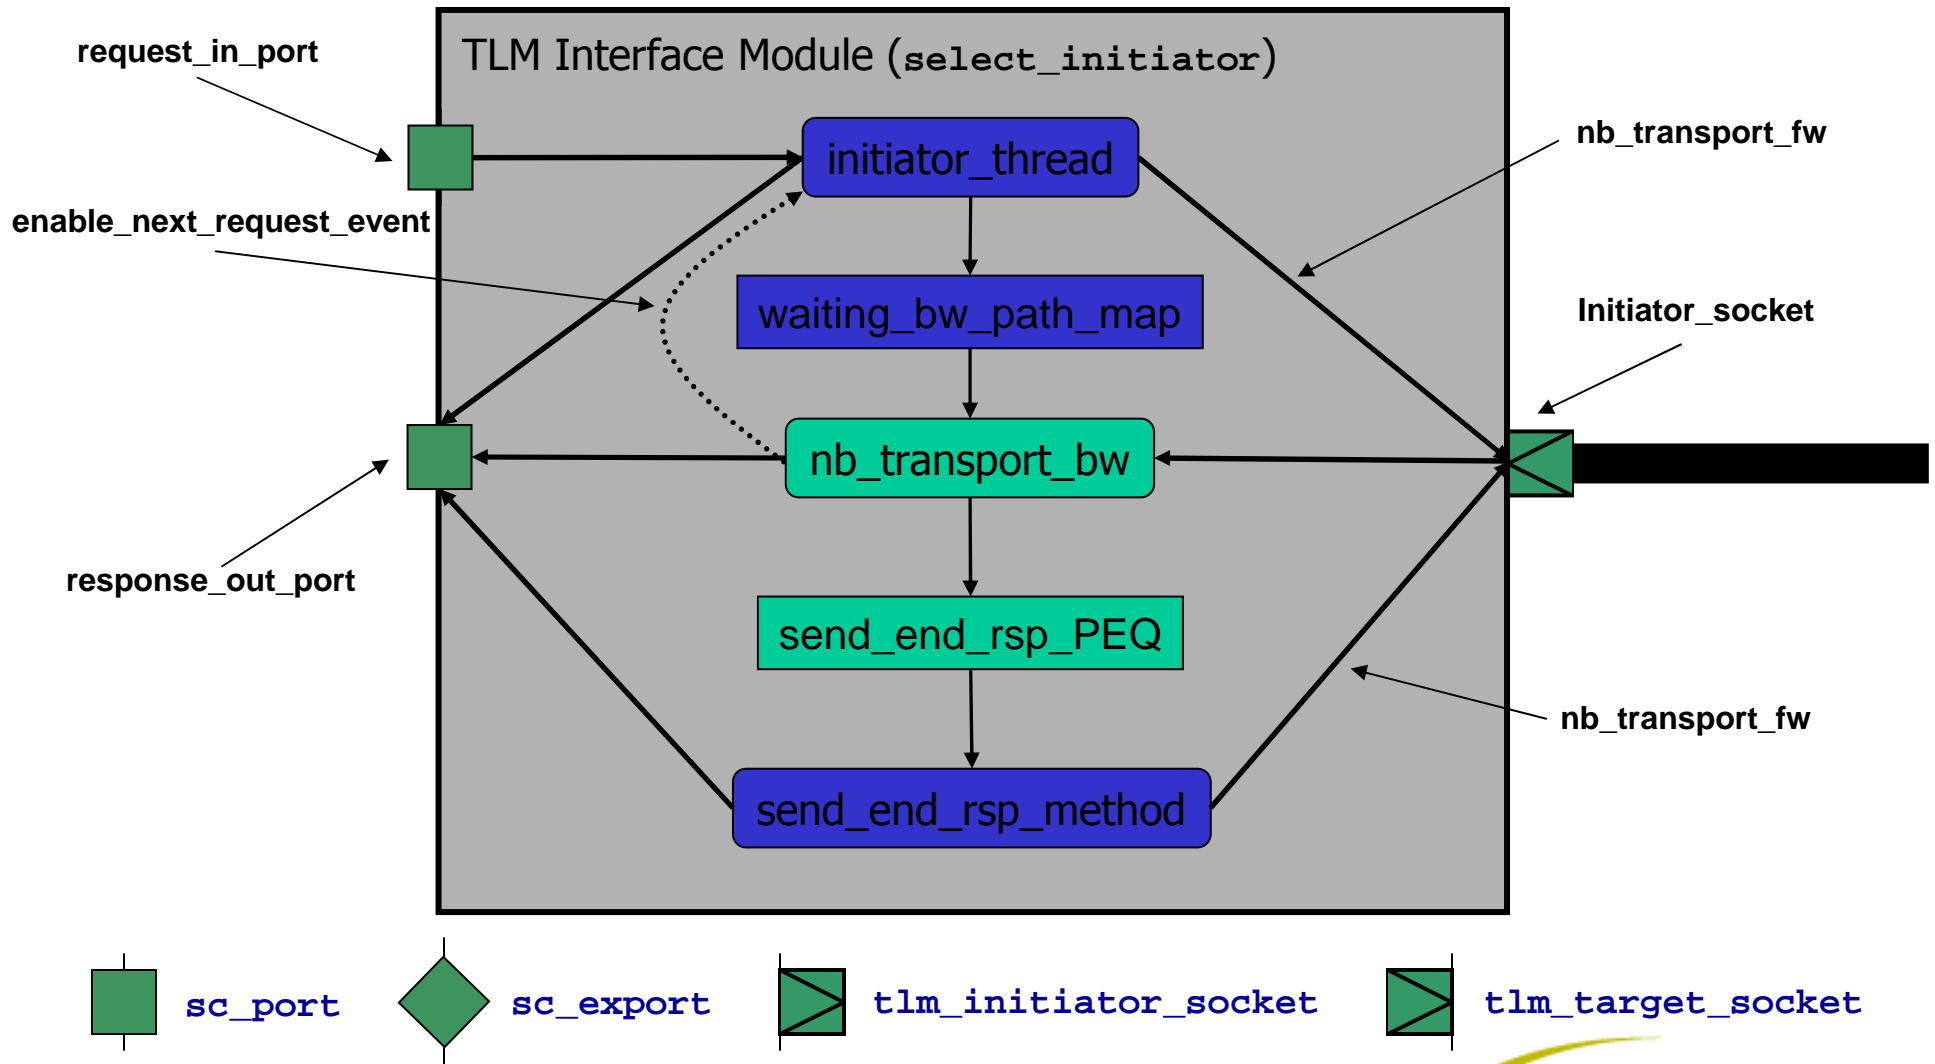 request_in_port
TLM Interface Module (select_initiator)
nb_transport_fw
initiator_thread
enable_next_request_event
waiting_bw_path_map
Initiator_socket
nb_transport_bw
response_out_port
send_end_rsp_PEQ
nb_transport_fw
send_end_rsp_method
sc_port
sc_export
tlm_initiator_socket
tlm_target_socket